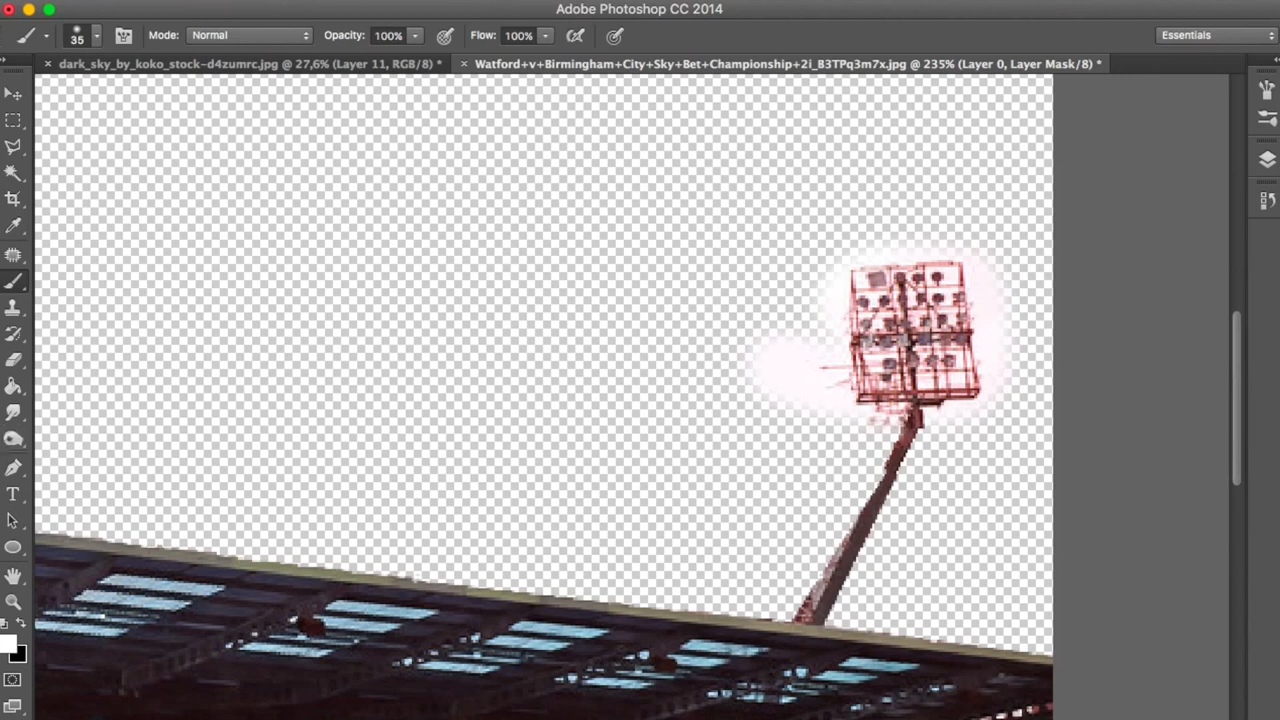 Adobe Photoshop CC 2014
35 Mode: Normal Opacity: 100% Flow: 100% Essentials
dark_sky_by_koko_stock-d4zumrc.jpg @ 27,6% (Layer 11, RGB/8) * Watford+v+Birmingham+City+Sky+Bet+Championship+2i_B3TPq3m7x.jpg @ 235% (Layer 0, Layer Mask/8) *